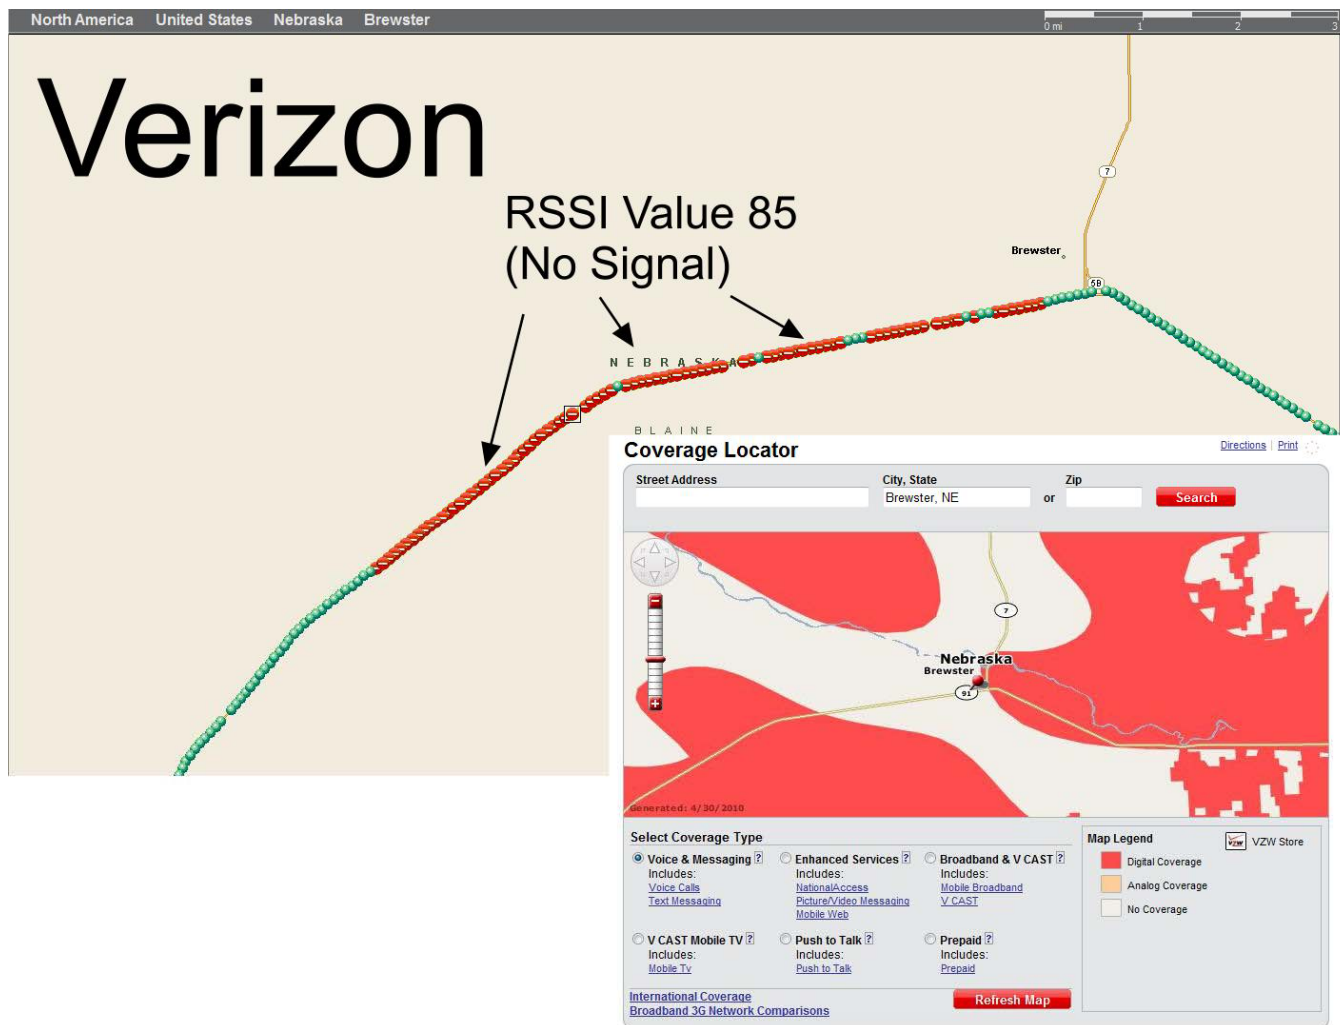 North America United States Nebraska Brewster
0 mi 1 2 3
Verizon
RSSI Value 85
(No Signal)
7
Brewster
NEBRASKA
BLAINE
Coverage Locator
Directions | Print
Street Address City, State Zip
Brewster, NE or Search
7
Nebraska
Brewster
91
Generated: 4/30/2010
Select Coverage Type
Voice & Messaging ? Enhanced Services ? Broadband & V CAST ?
Includes: Includes: Includes:
Voice Calls NationalAccess Mobile Broadband
Text Messaging Picture/Video Messaging V CAST
Mobile Web
V CAST Mobile TV ? Push to Talk ? Prepaid ?
Includes: Includes: Includes:
Mobile Tv Push to Talk Prepaid
International Coverage
Broadband 3G Network Comparisons
Refresh Map
Map Legend
VZW VZW Store
Digital Coverage
Analog Coverage
No Coverage